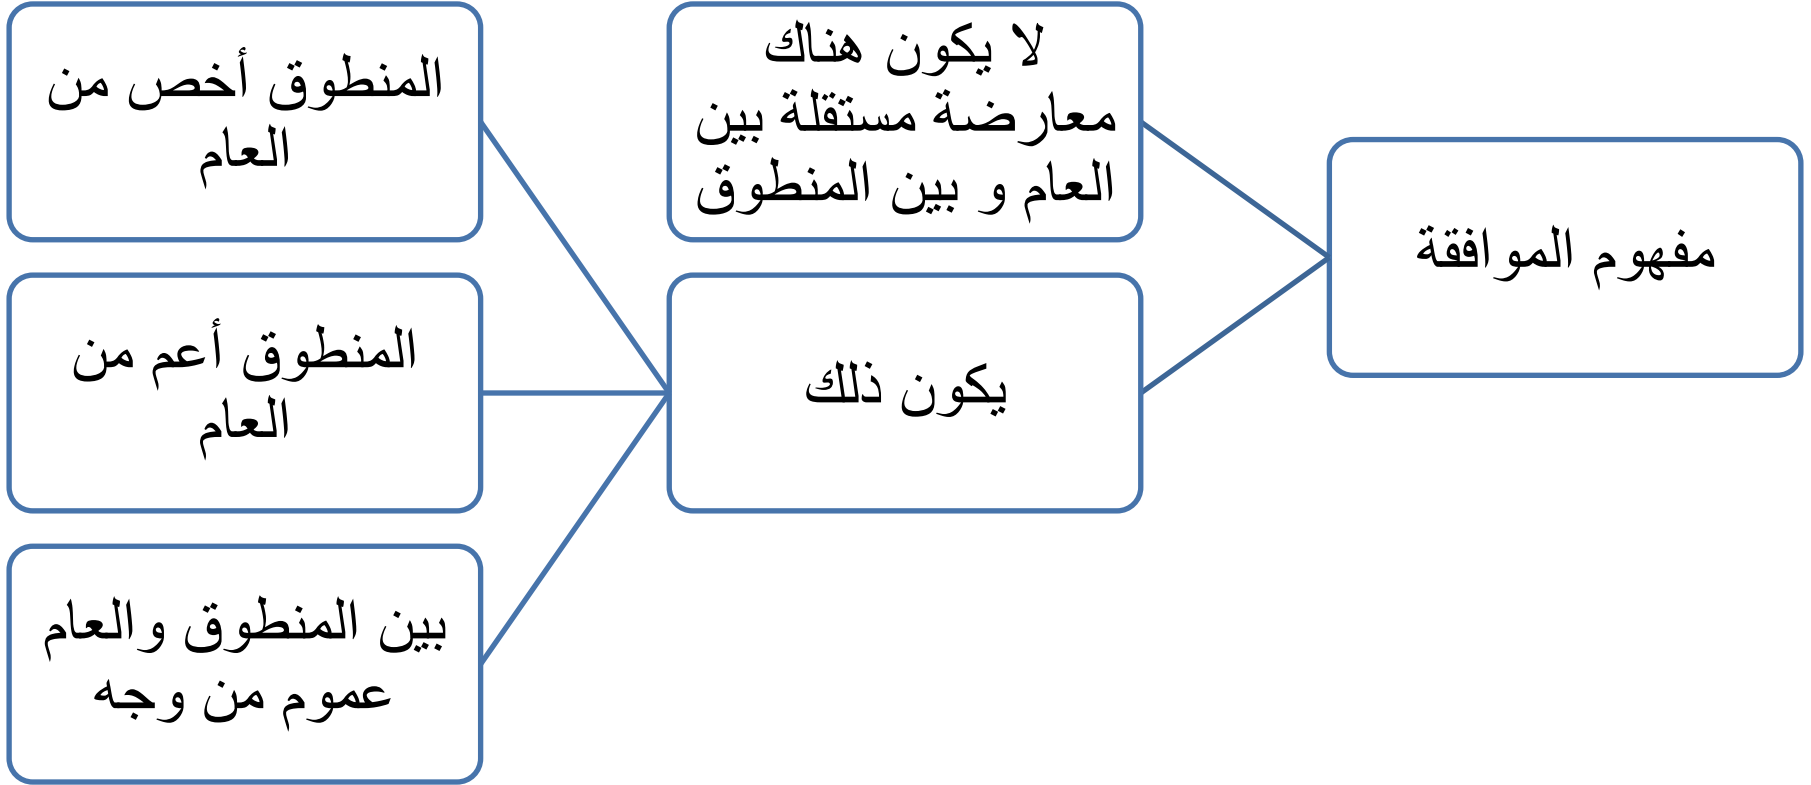 مفهوم الموافقة
لا يكون هناك
معارضة مستقلة بين
العام و بين المنطوق
يكون ذلك
المنطوق أخص من
العام
المنطوق أعم من
العام
بين المنطوق والعام
عموم من وجه